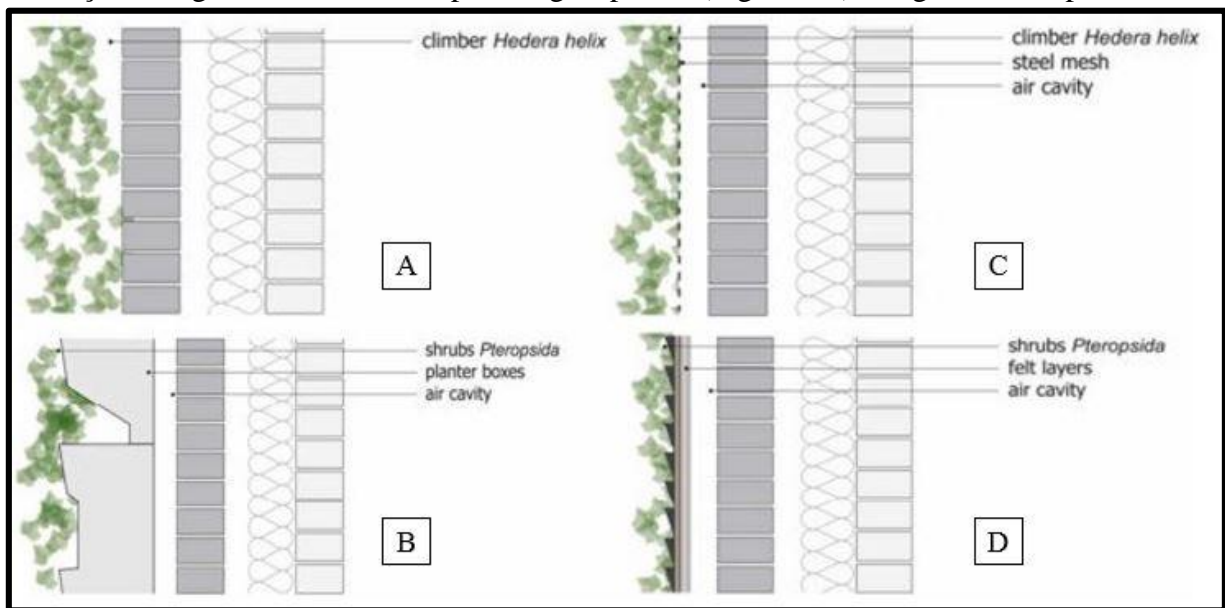 climber Hedera helix
A
climber Hedera helix
steel mesh
air cavity
C
shrubs Pteropsida
planter boxes
air cavity
B
shrubs Pteropsida
felt layers
air cavity
D